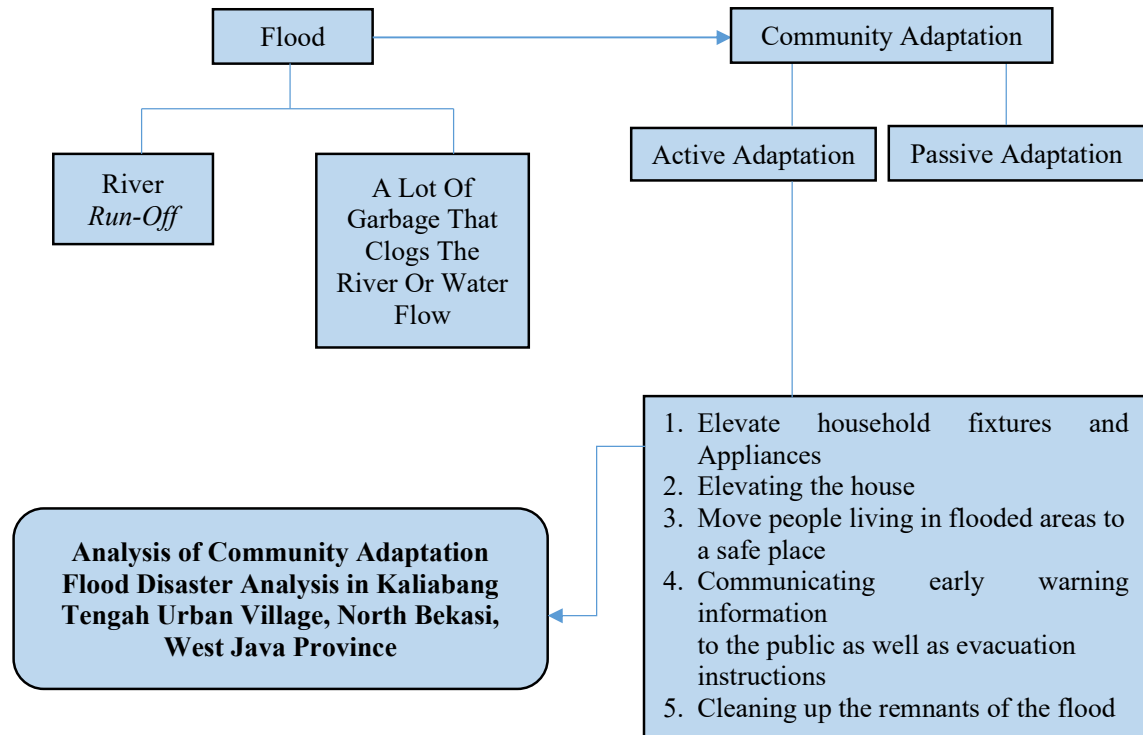 Flood
Community Adaptation
River
Run-Off
A Lot Of
Garbage That
Clogs The
River Or Water
Flow
Active Adaptation
Passive Adaptation
1. Elevate household fixtures and
Appliances
2. Elevating the house
3. Move people living in flooded areas to
a safe place
4. Communicating early warning
information
to the public as well as evacuation
instructions
5. Cleaning up the remnants of the flood
Analysis of Community Adaptation
Flood Disaster Analysis in Kaliabang
Tengah Urban Village, North Bekasi,
West Java Province